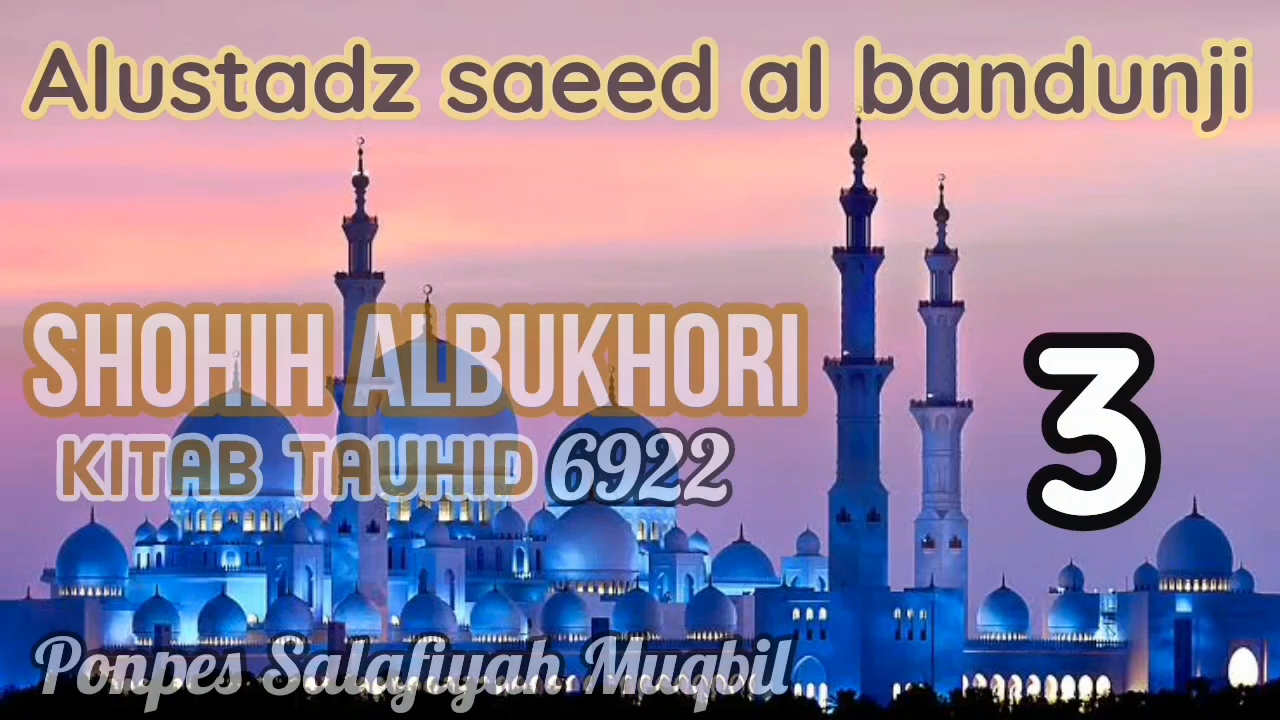 Alustadz saeed al bandunji
SHOHIH ALBUKHORI
3
KITAB TAUHID 6922
Ponpes Salafiyah Muqbil